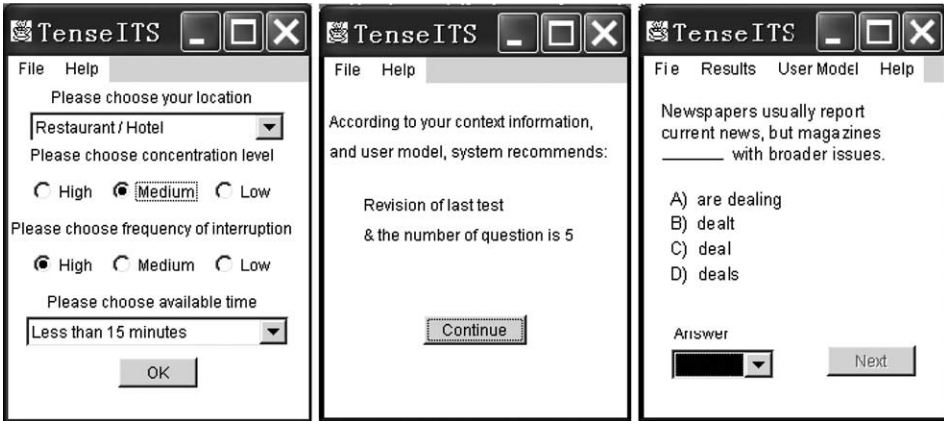 TenseITS
File Help
Please choose your location
Restaurant / Hotel
Please choose concentration level
High Medium Low
Please choose frequency of interruption
High Medium Low
Please choose available time
Less than 15 minutes
OK
TenseITS
File Help
According to your context information,
and user model, system recommends:
Revision of last test
& the number of question is 5
Continue
TenseITS
File Results User Model Help
Newspapers usually report
current news, but magazines
______ with broader issues.
A) are dealing
B) dealt
C) deal
D) deals
Answer
Next